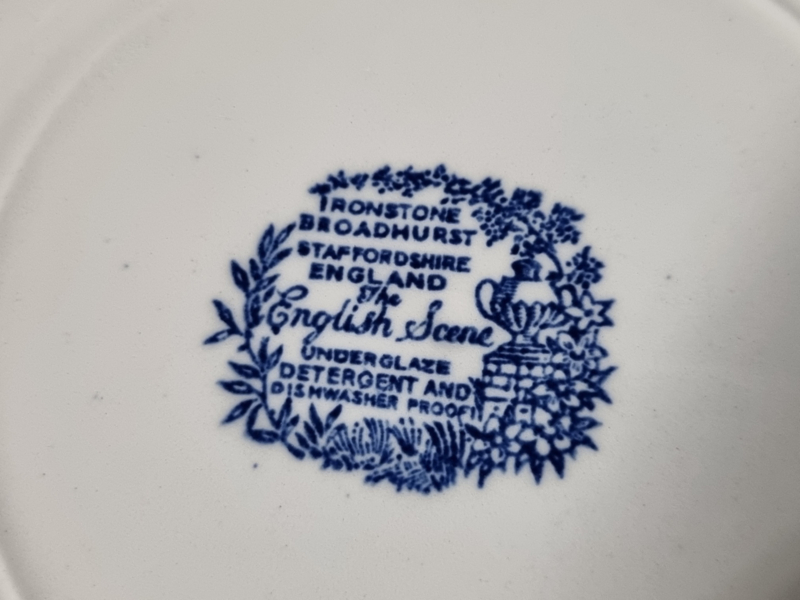 IRONSTONE
BROADHURST
STAFFORDSHIRE
ENGLAND
The
English Scene
UNDERGLAZE
DETERGENT AND
DISHWASHER PROOF!!